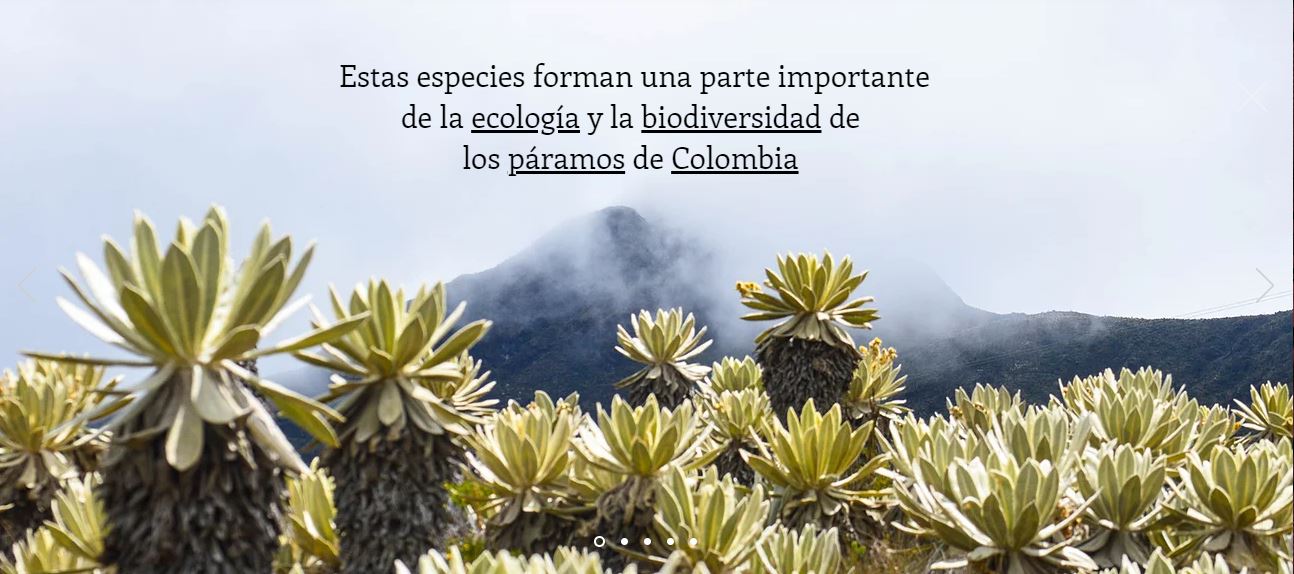 Estas especies forman una parte importante
de la ecología y la biodiversidad de
los páramos de Colombia